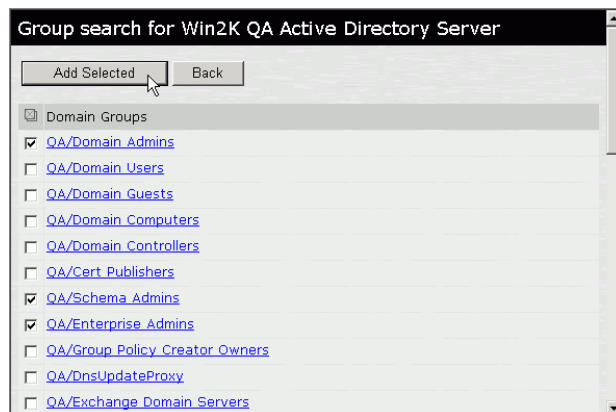 Group search for Win2K QA Active Directory Server
Add Selected
Back
Domain Groups
QA/Domain Admins
QA/Domain Users
QA/Domain Guests
QA/Domain Computers
QA/Domain Controllers
QA/Cert Publishers
QA/Schema Admins
QA/Enterprise Admins
QA/Group Policy Creator Owners
QA/DnsUpdateProxy
QA/Exchange Domain Servers